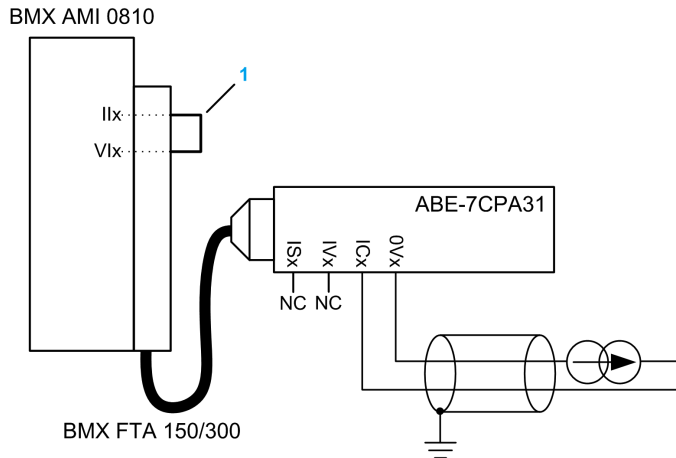 BMX AMI 0810
1
IIx
VIx
ABE-7CPA31
ISx
IVx
ICx
0Vx
NC NC
BMX FTA 150/300